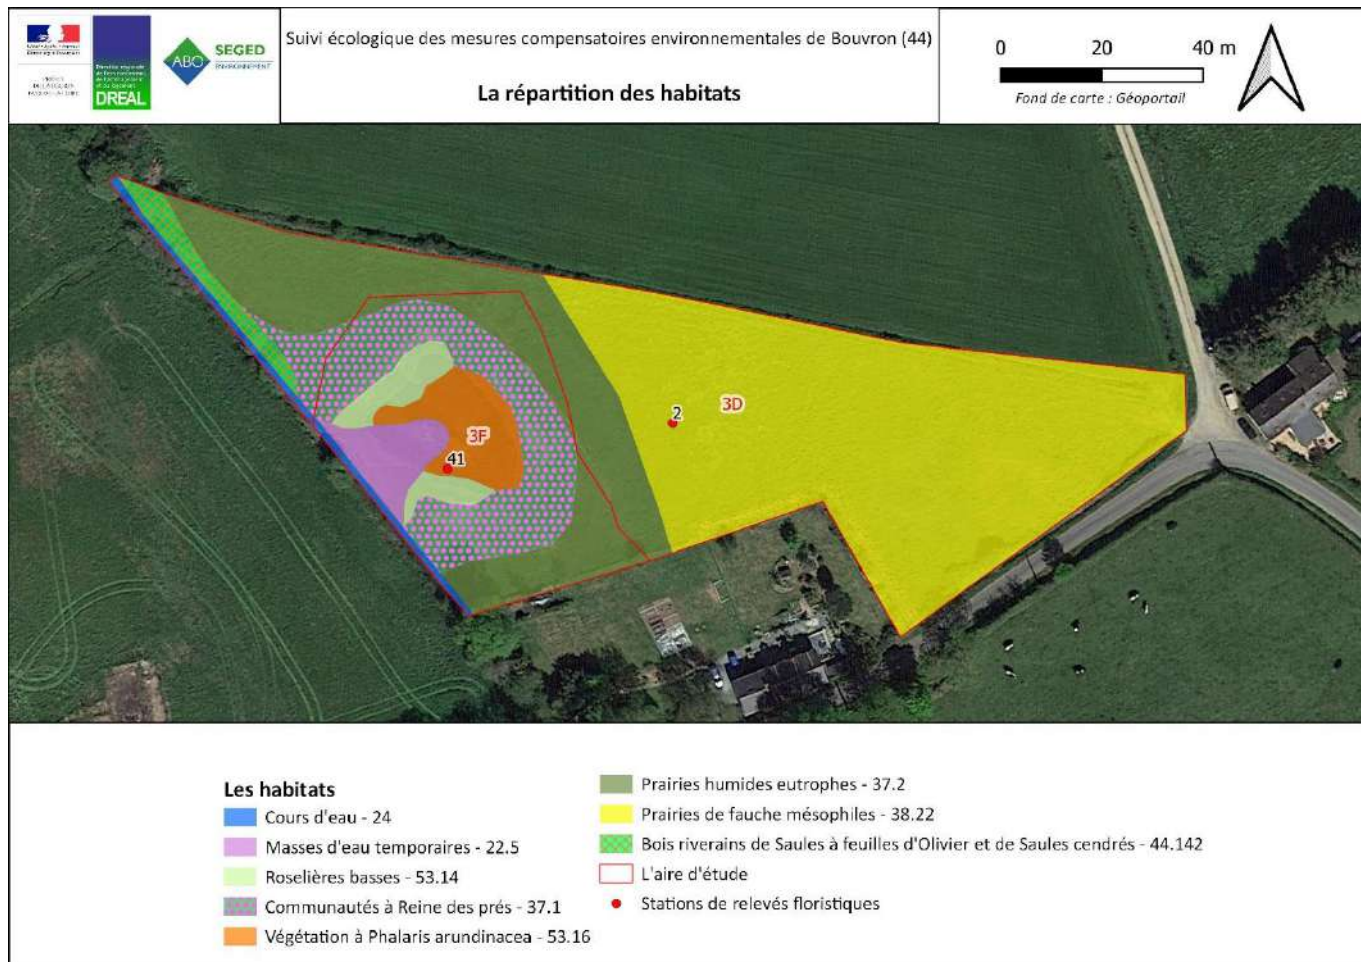 ABO
SEGED
ENVIRONNEMENT
DREAL
Suivi écologique des mesures compensatoires environnementales de Bouvron (44)
La répartition des habitats
0 20 40 m
Fond de carte : Géoportail
2
3D
3F
41
Les habitats
Cours d'eau - 24
Masses d'eau temporaires - 22.5
Roselières basses - 53.14
Communautés à Reine des prés - 37.1
Végétation à Phalaris arundinacea - 53.16
Prairies humides eutrophes - 37.2
Prairies de fauche mésophiles - 38.22
Bois riverains de Saules à feuilles d'Olivier et de Saules cendrés - 44.142
L'aire d'étude
Stations de relevés floristiques